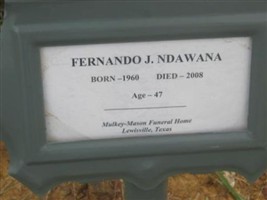 FERNANDO J. NDAWANA
BORN -1960 DIED - 2008
Age - 47
Mulkey-Mason Funeral Home
Lewisville, Texas